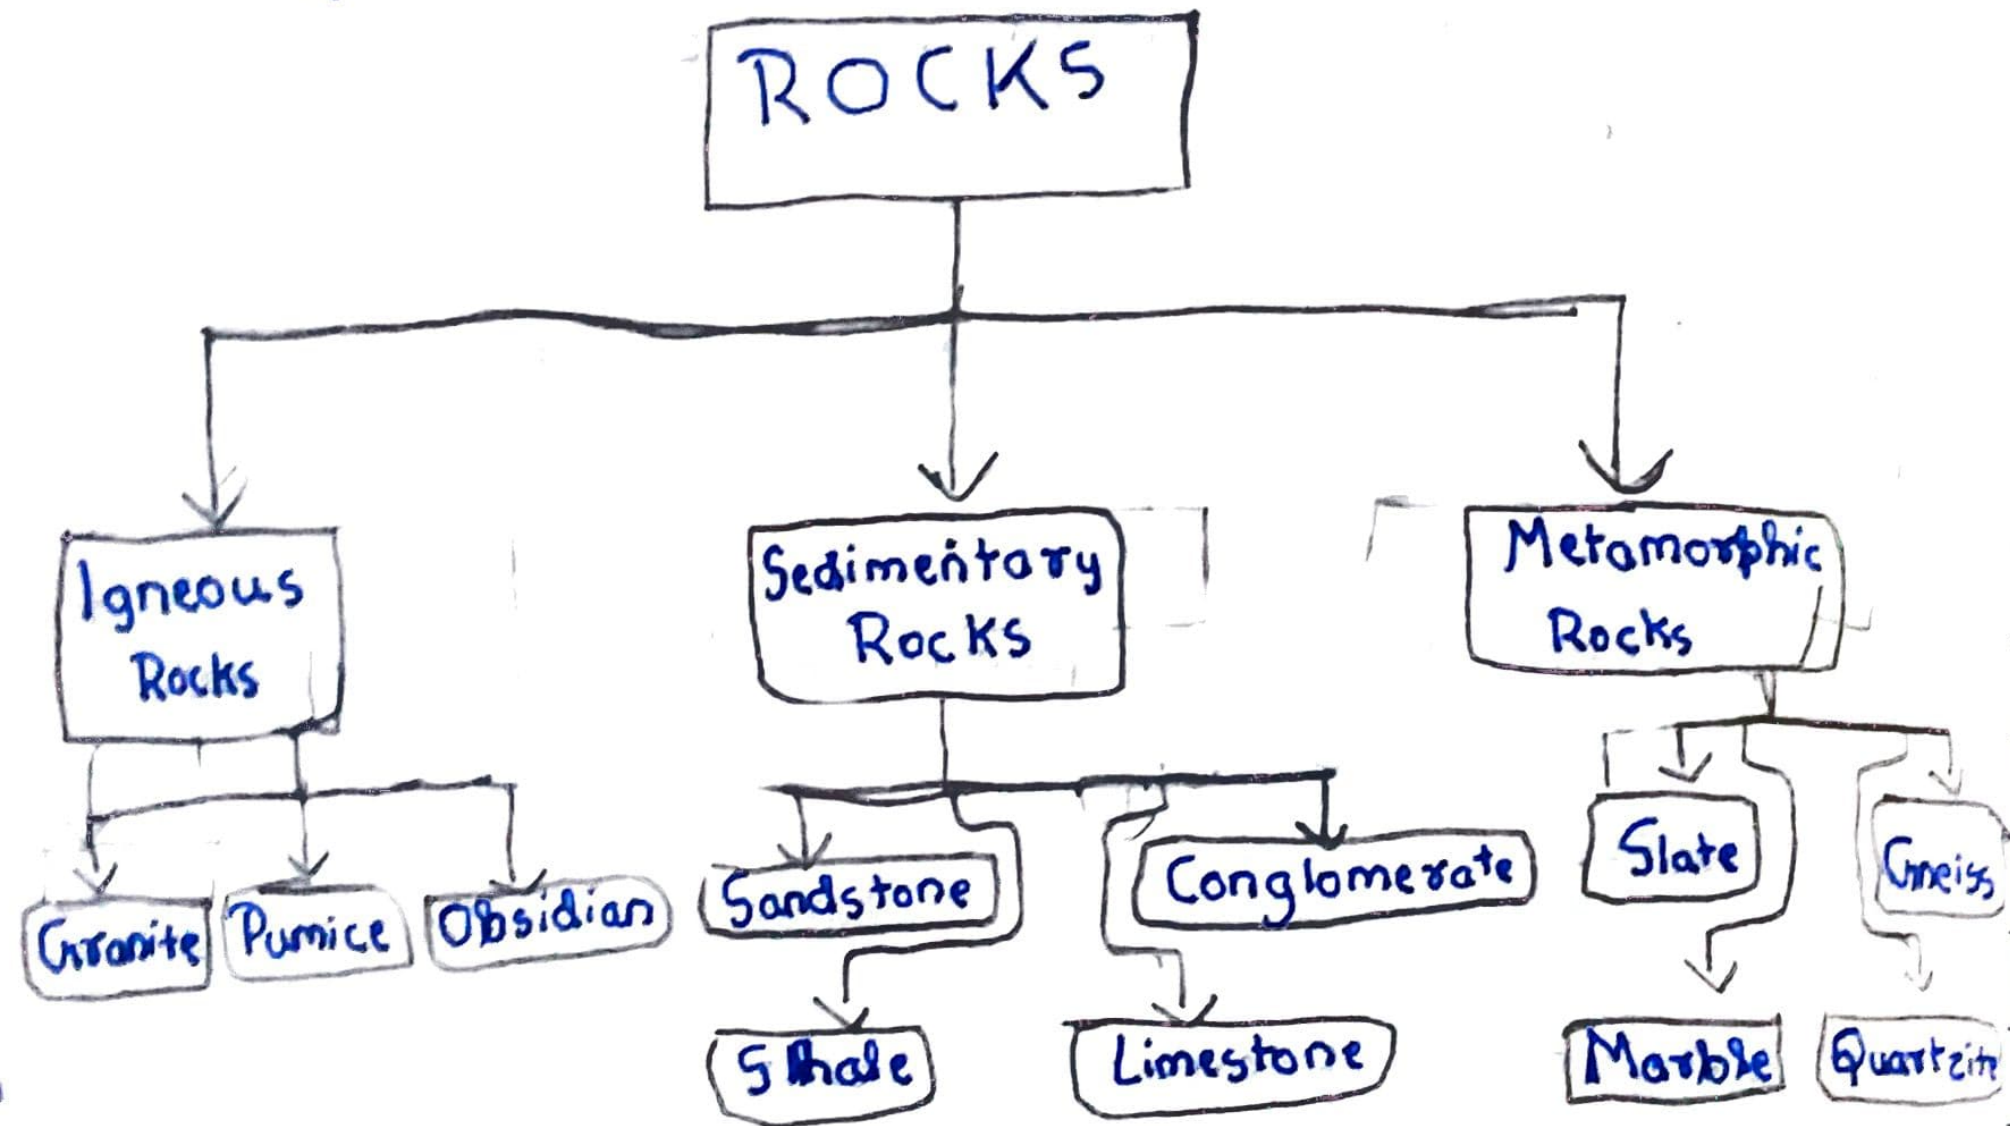 ROCKS
Igneous
Rocks
Sedimentary
Rocks
Metamorphic
Rocks
Granite
Pumice
Obsidian
Sandstone
Conglomerate
Slate
Gneiss
Shale
Limestone
Marble
Quartzite